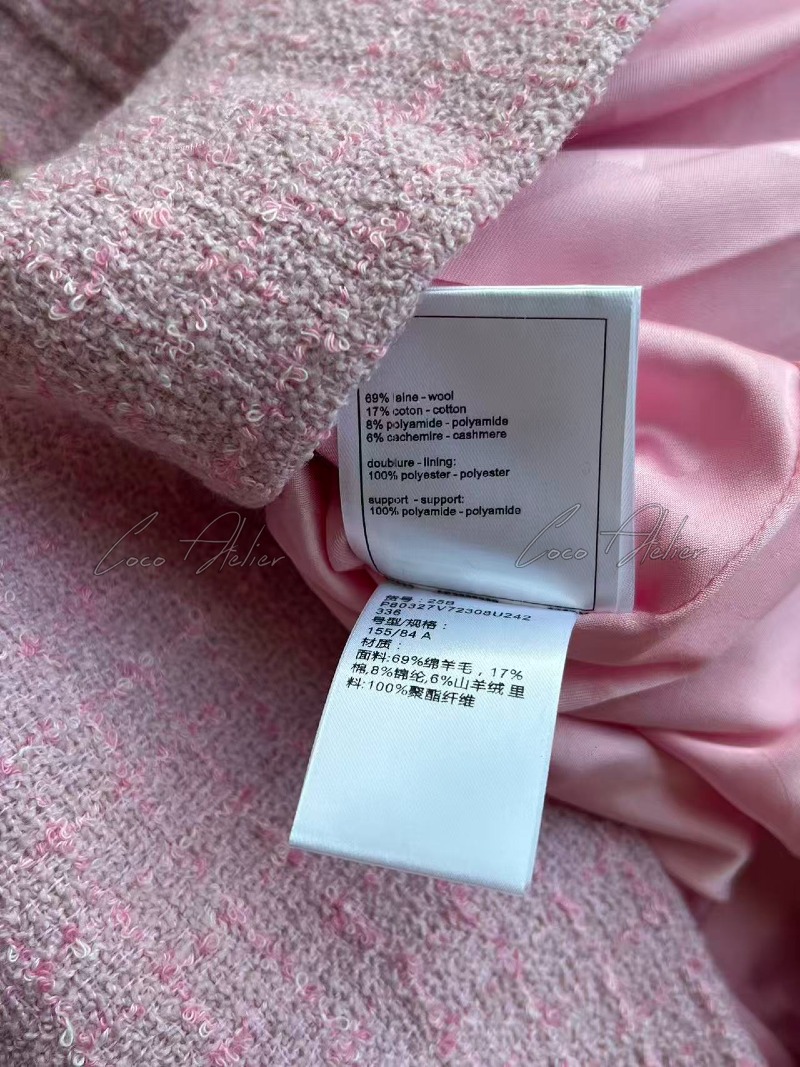 69% laine - wool
17% coton - cotton
8% polyamide - polyamide
6% cachemire - cashmere
doublure - lining:
100% polyester - polyester
support - support:
100% polyamide - polyamide
Coco Atelier
Coco Atelier
P80327V72308U242
336
号型/规格:
155/84 A
材质:
面料:69%绵羊毛,17%
棉,8%锦纶,6%山羊绒 里
料:100%聚酯纤维